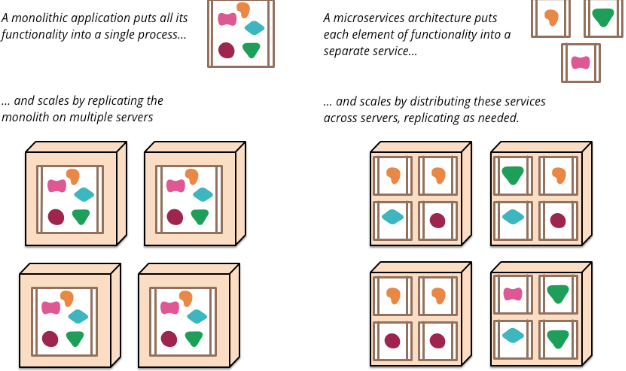 A monolithic application puts all its
functionality into a single process...
... and scales by replicating the
monolith on multiple servers
A microservices architecture puts
each element of functionality into a
separate service...
... and scales by distributing these services
across servers, replicating as needed.